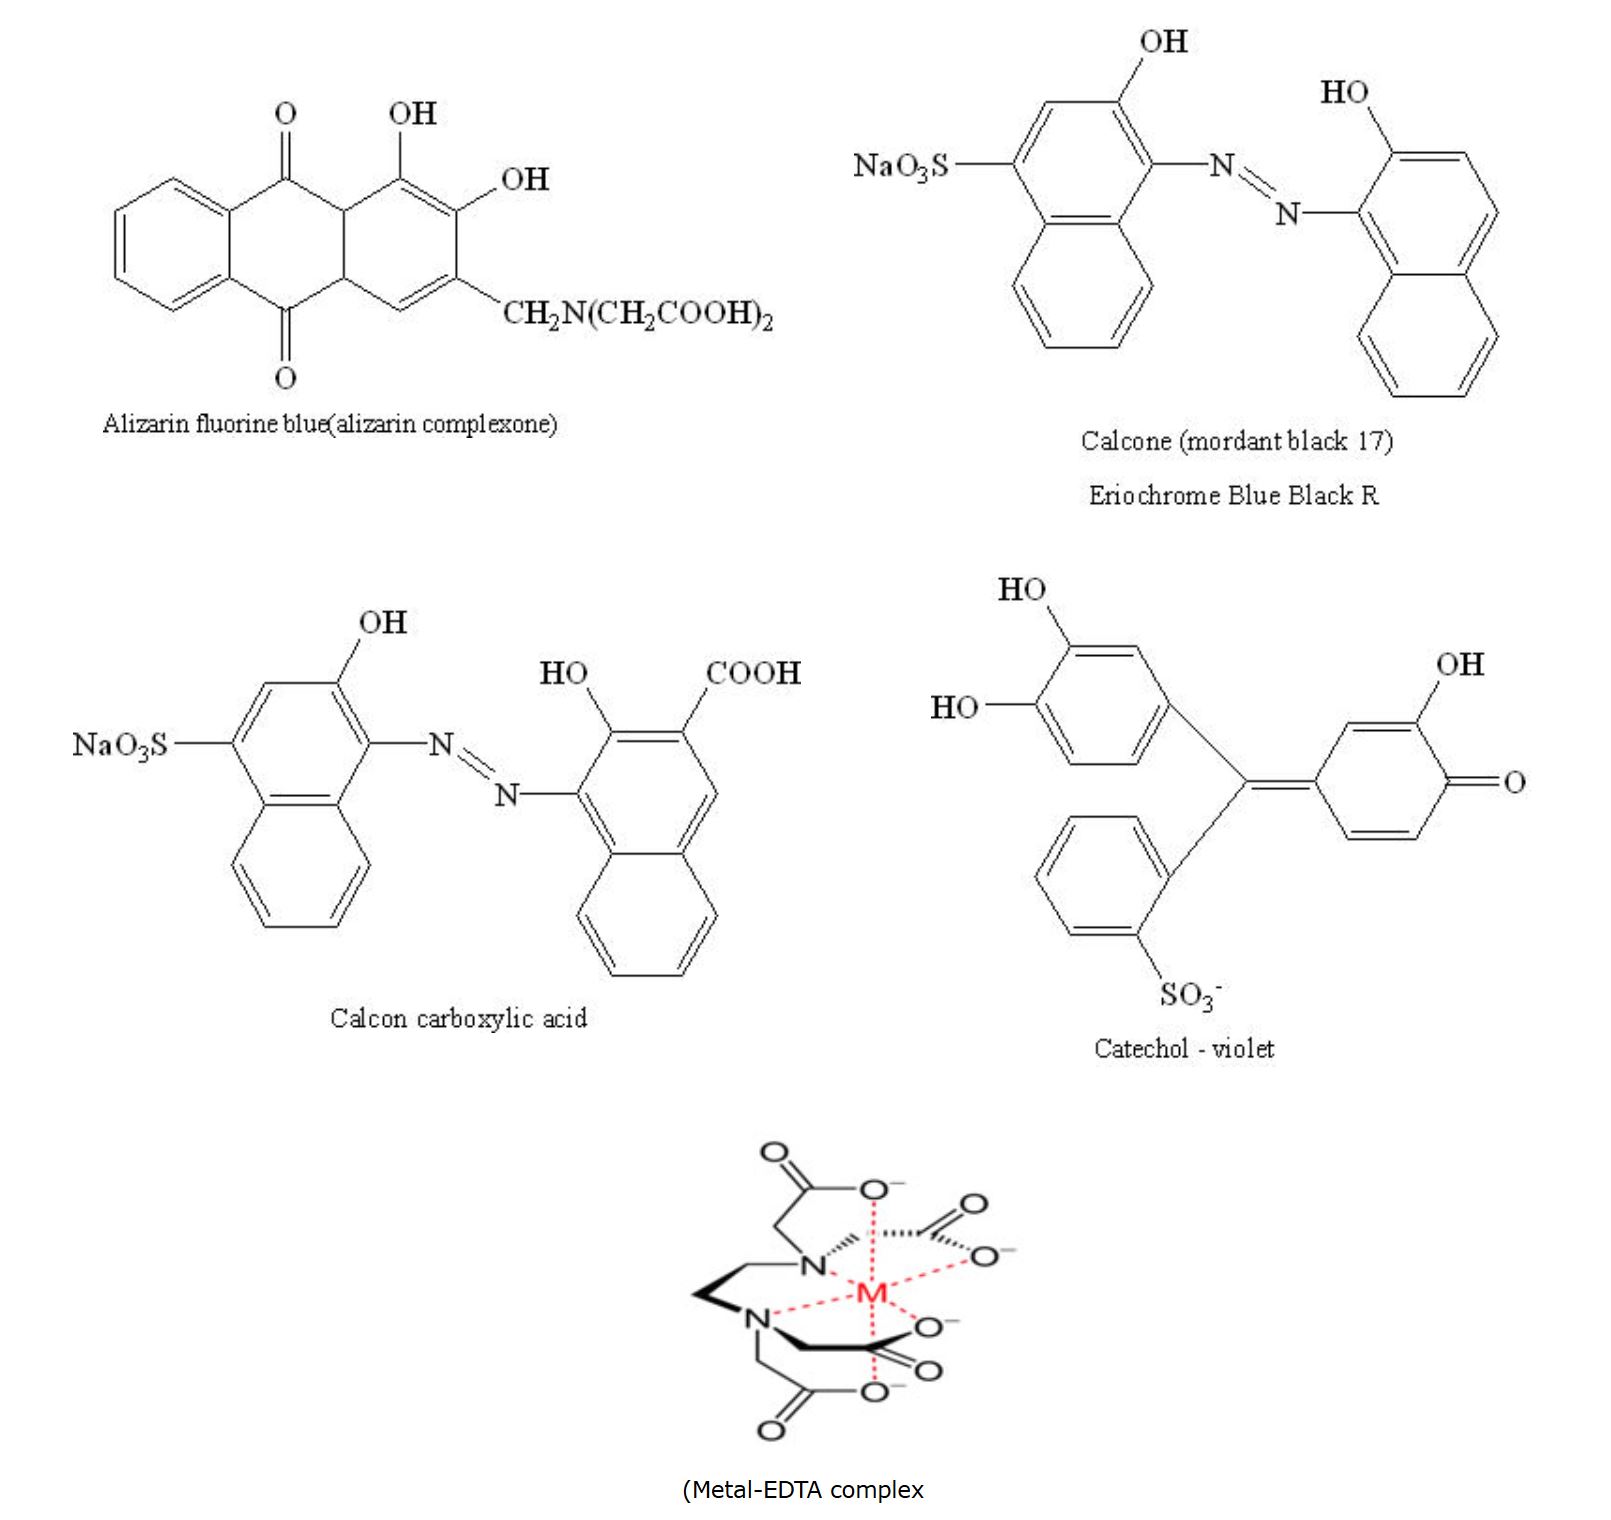 O
OH
OH
O
CH2N(CH2COOH)2
Alizarin fluorine blue(alizarin complexone)
OH
HO
NaO3S
N
N
Calcone (mordant black 17)
Eriochrome Blue Black R
OH
HO
COOH
NaO3S
N
N
Calcon carboxylic acid
HO
HO
OH
O
SO3-
Catechol - violet
O
O−
O
O−
N
M
N
O−
O
O−
O
(Metal-EDTA complex